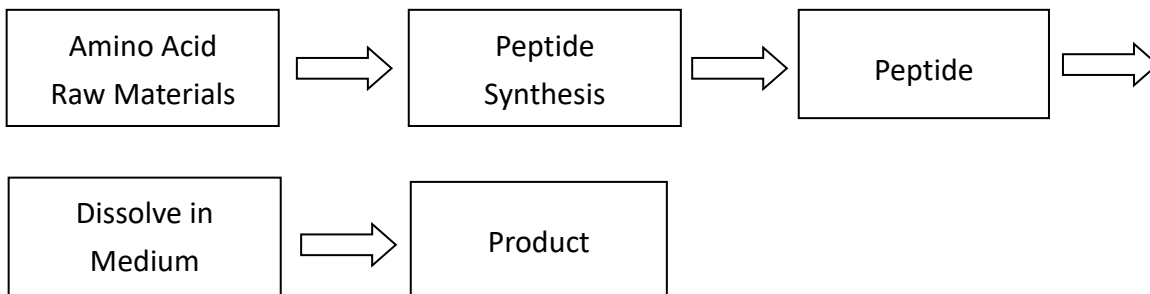 Amino Acid
Raw Materials
Peptide
Synthesis
Peptide
Dissolve in
Medium
Product